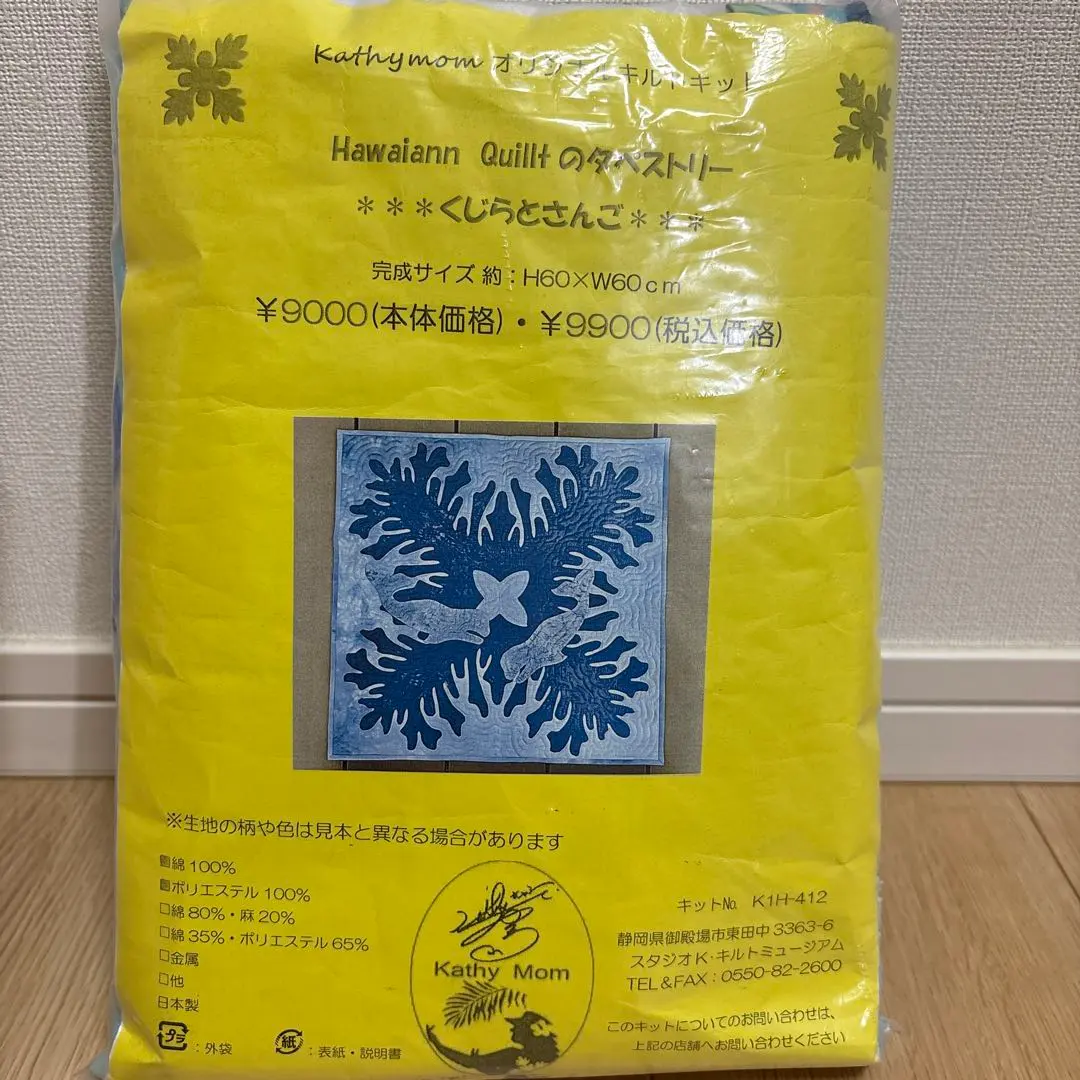 Kathymom オリジナルキルトキット
Hawaiann Quillt のタペストリー
＊＊＊くじらとさんご＊＊＊
完成サイズ 約：H60×W60cm
￥9000(本体価格)・￥9900(税込価格)
※生地の柄や色は見本と異なる場合があります
綿 100%
ポリエステル 100%
□綿 80%・麻 20%
□綿 35%・ポリエステル 65%
□金属
□他
日本製
プラ：外袋
紙：表紙・説明書
Kathy Mom
キット№ K1H-412
静岡県御殿場市東田中 3363-6
スタジオK・キルトミュージアム
TEL＆FAX：0550-82-2600
このキットについてのお問い合わせは、
上記の店舗へお問い合わせください